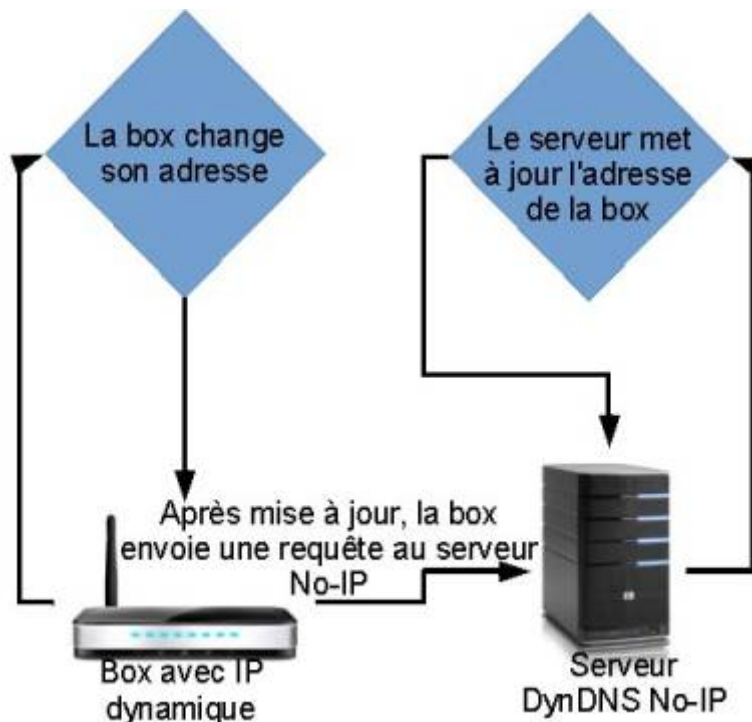 La box change
son adresse
Le serveur met
à jour l'adresse
de la box
Après mise à jour, la box
envoie une requête au serveur
No-IP
Box avec IP
dynamique
Serveur
DynDNS No-IP